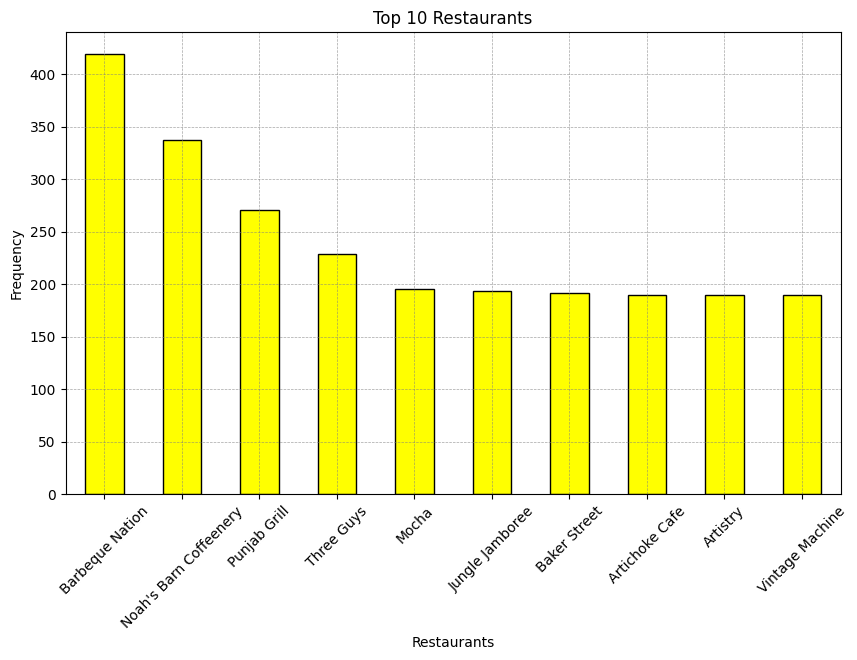 Top 10 Restaurants
Frequency
400
350
300
250
200
150
100
50
0
Barbeque Nation
Noah's Barn Coffeenery
Punjab Grill
Three Guys
Mocha
Jungle Jamboree
Baker Street
Artichoke Cafe
Artistry
Vintage Machine
Restaurants